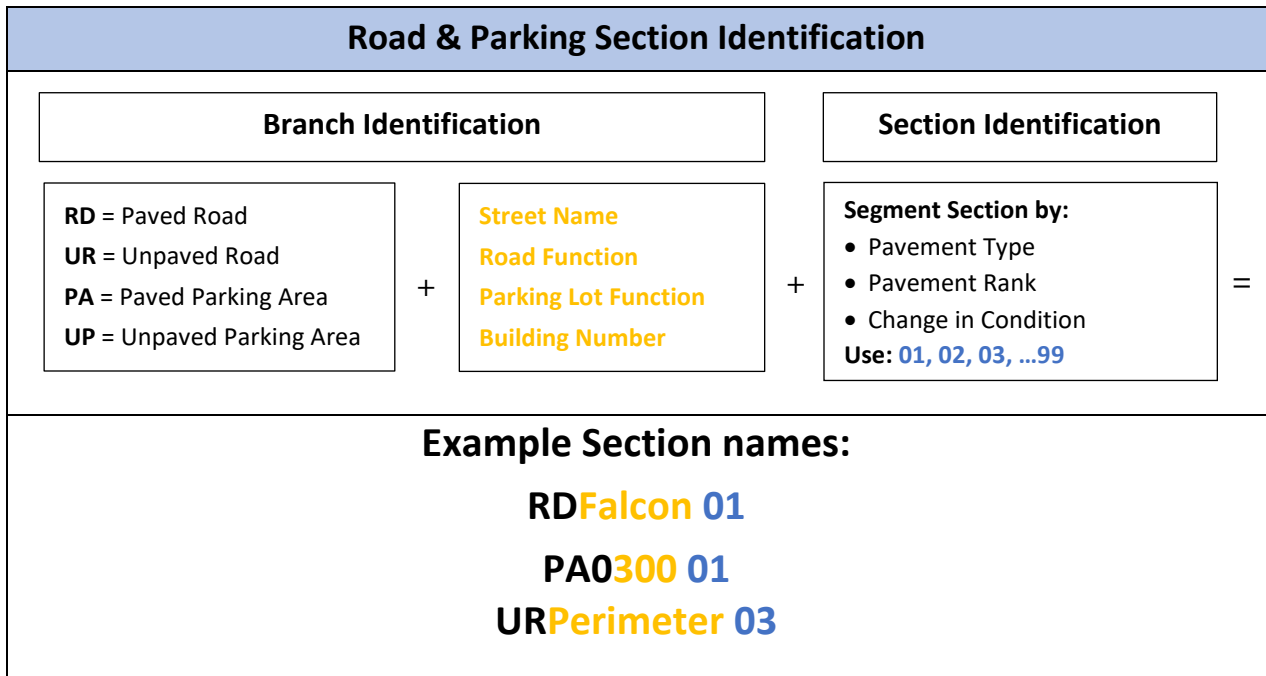 Road & Parking Section Identification
Branch Identification
Section Identification
RD = Paved Road
UR = Unpaved Road
PA = Paved Parking Area
UP = Unpaved Parking Area
+
Street Name
Road Function
Parking Lot Function
Building Number
+
Segment Section by:
• Pavement Type
• Pavement Rank
• Change in Condition
Use: 01, 02, 03, …99
=
Example Section names:
RDFalcon 01
PA0300 01
URPerimeter 03